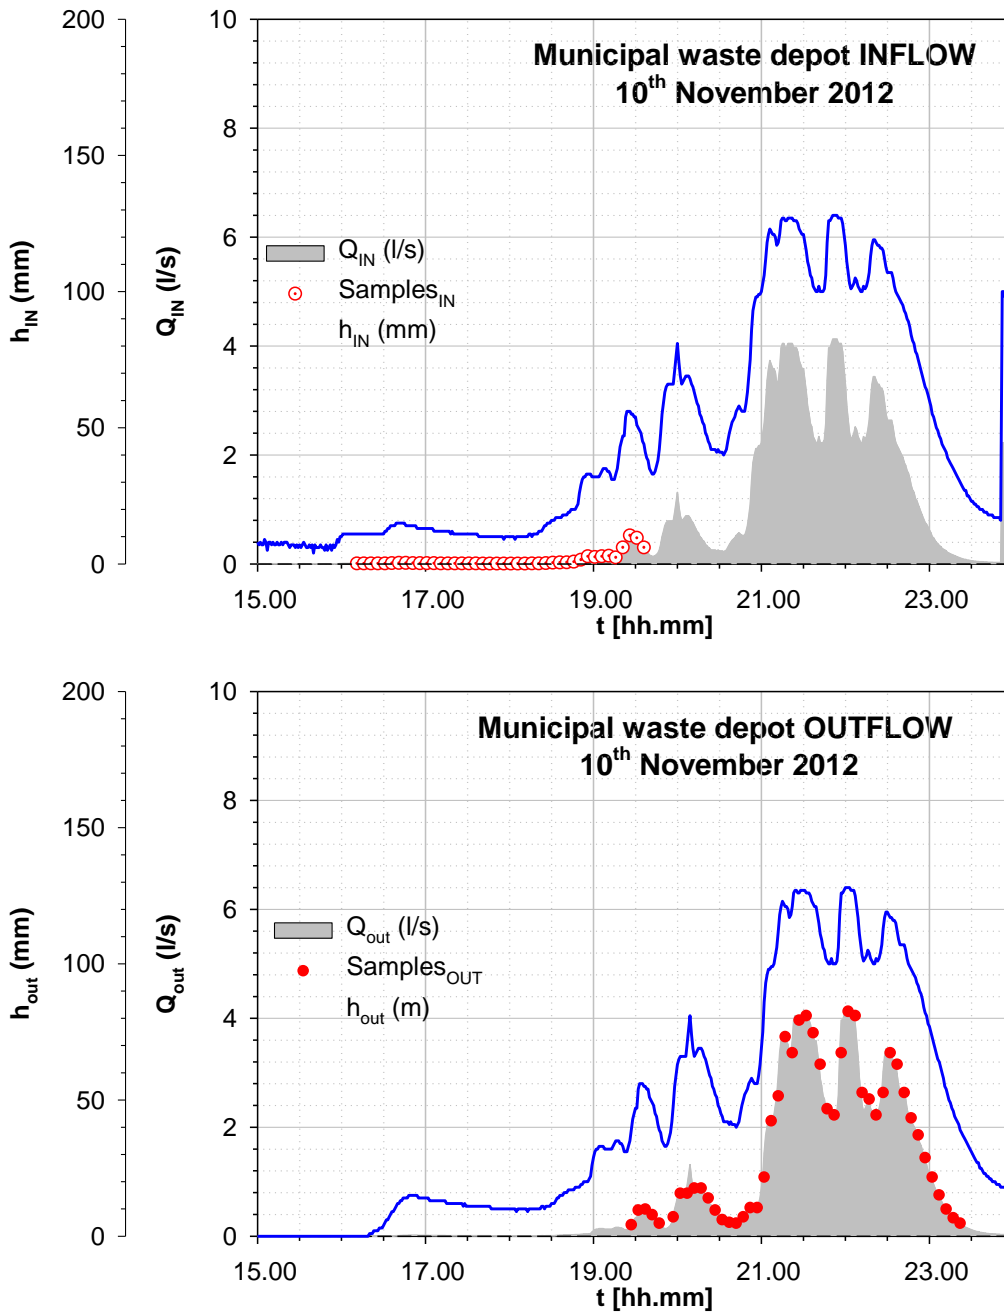 200
150
100
50
0
h_IN (mm)
10
8
6
4
2
0
Q_IN (l/s)
Municipal waste depot INFLOW
10th November 2012
Q_IN (l/s)
Samples_IN
h_IN (mm)
15.00 17.00 19.00 21.00 23.00
t [hh.mm]
200
150
100
50
0
h_out (mm)
10
8
6
4
2
0
Q_out (l/s)
Municipal waste depot OUTFLOW
10th November 2012
Q_out (l/s)
Samples_OUT
h_out (m)
15.00 17.00 19.00 21.00 23.00
t [hh.mm]